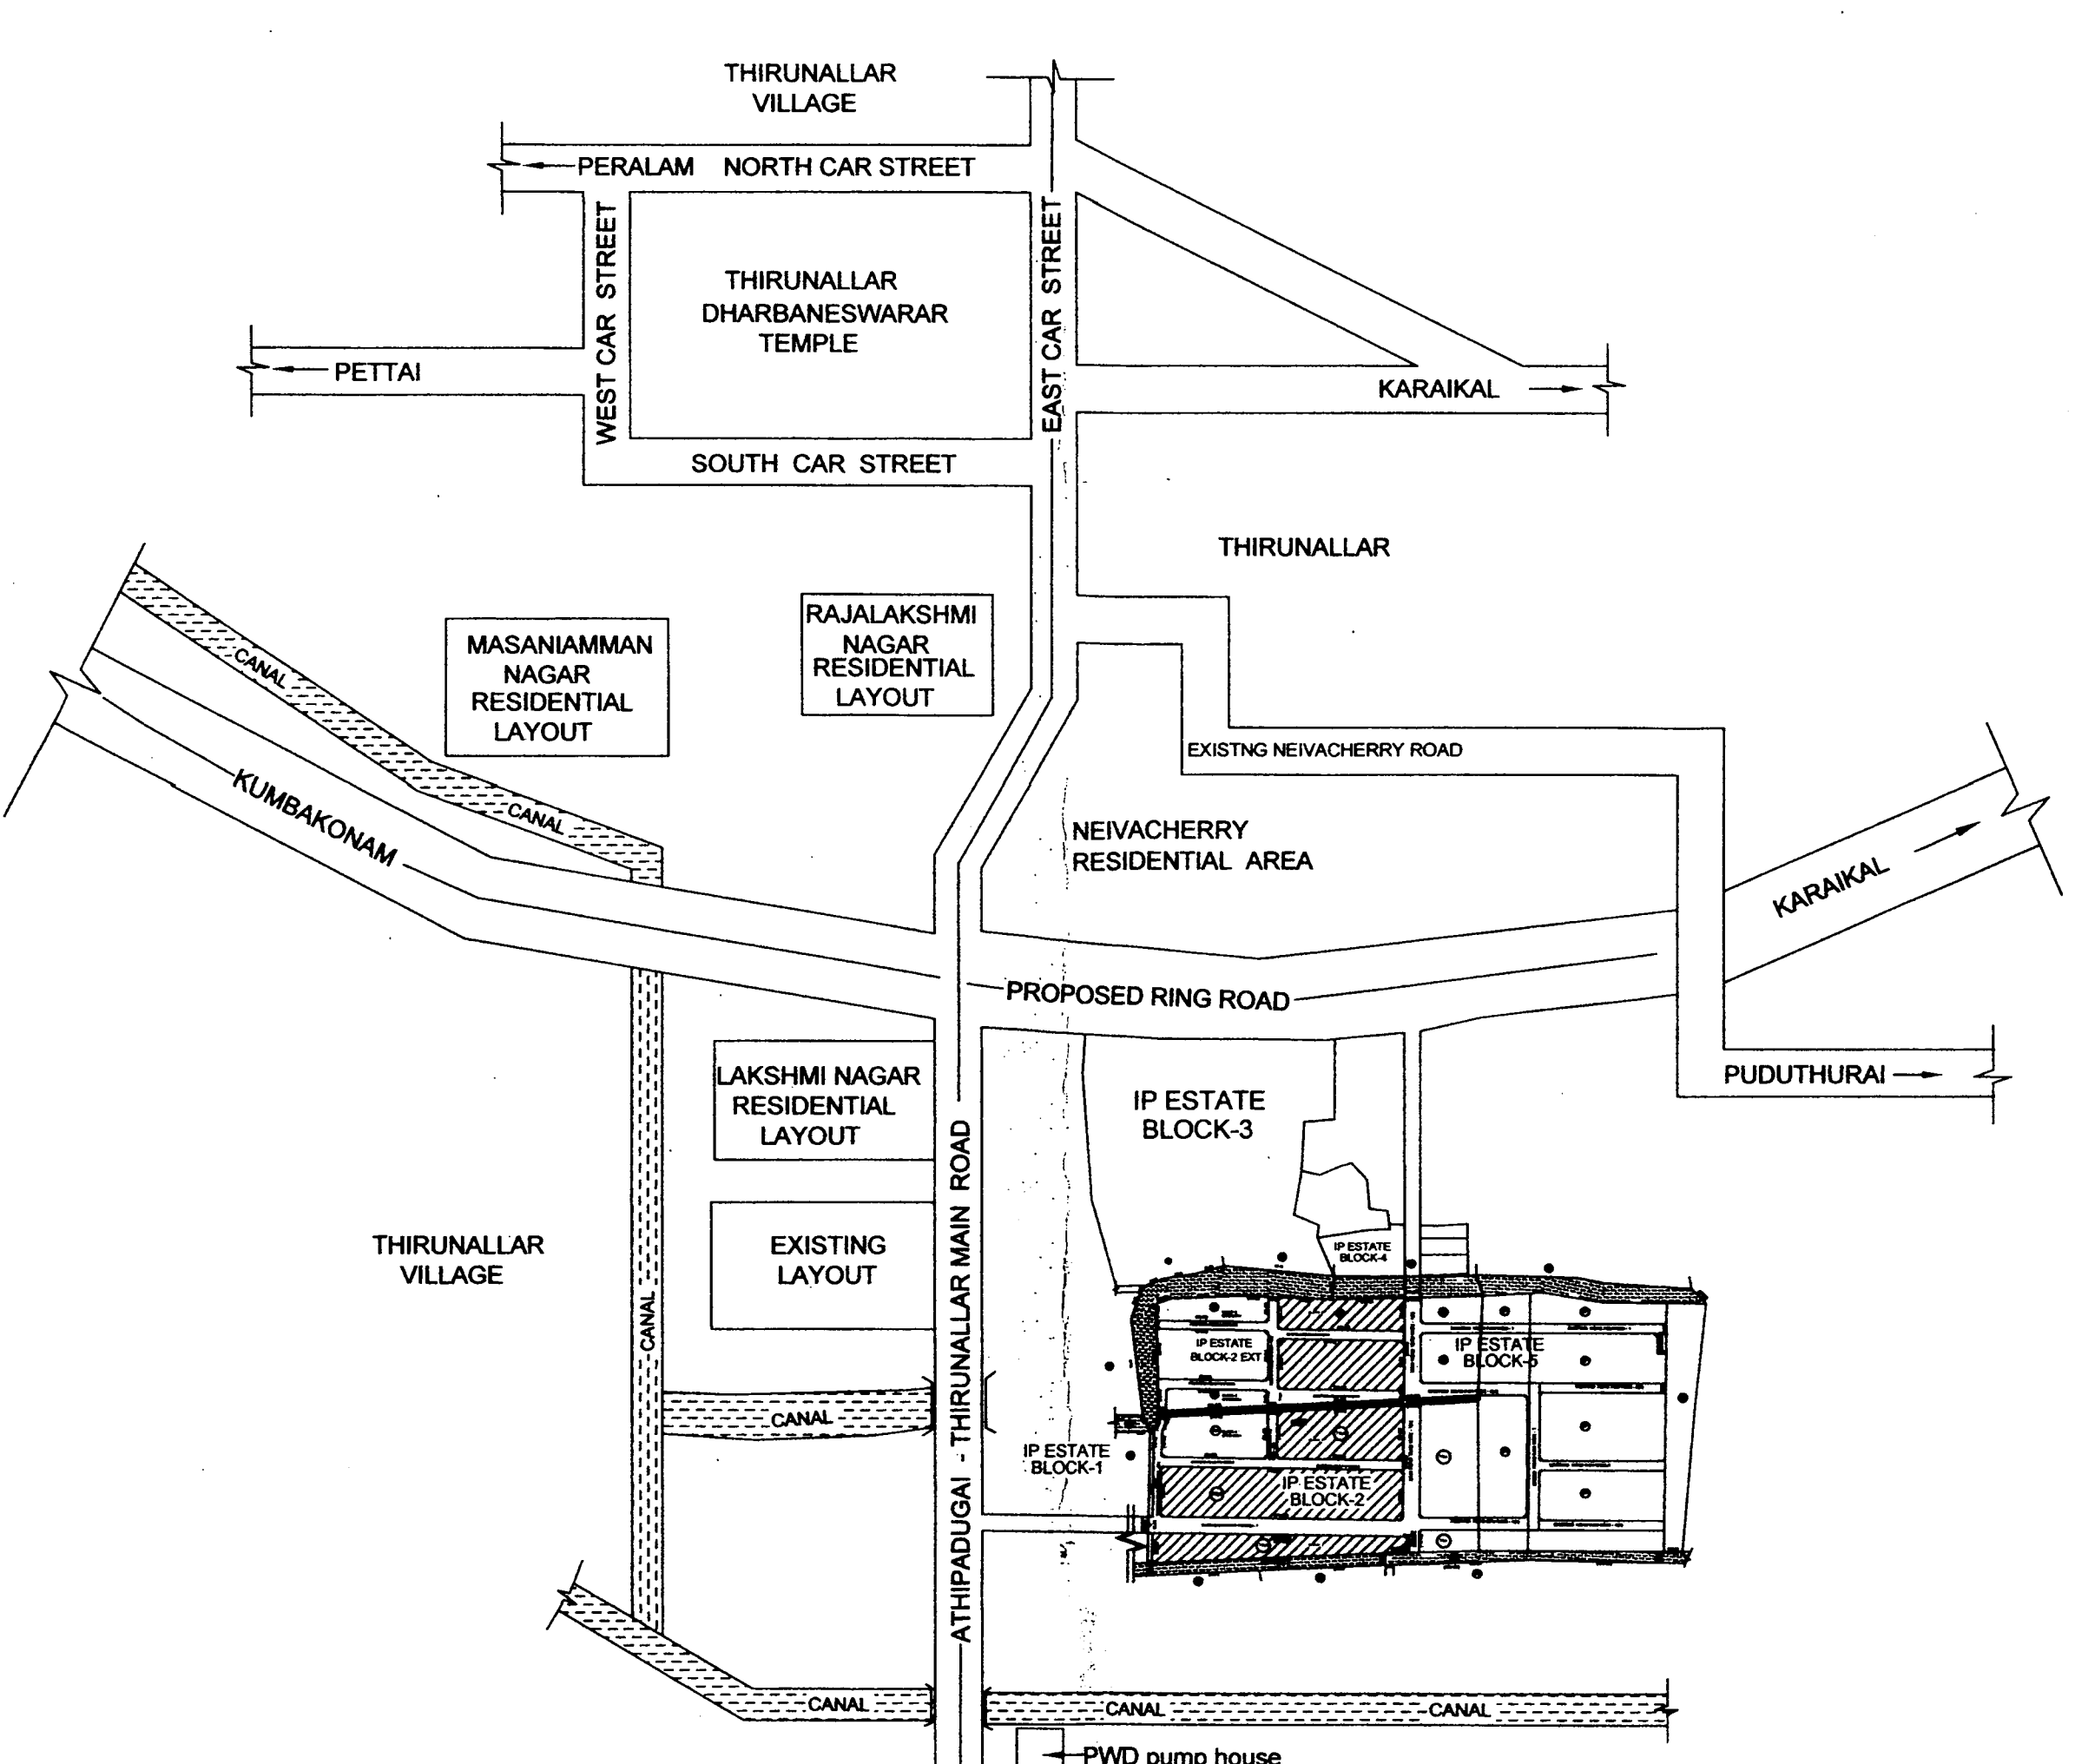 THIRUNALLAR
VILLAGE
PERALAM
NORTH CAR STREET
WEST CAR STREET
THIRUNALLAR
DHARBANESWARAR
TEMPLE
EAST CAR STREET
PETTAI
KARAIKAL
SOUTH CAR STREET
THIRUNALLAR
MASANIAMMAN
NAGAR
RESIDENTIAL
LAYOUT
RAJALAKSHMI
NAGAR
RESIDENTIAL
LAYOUT
CANAL
CANAL
KUMBAKONAM
EXISTNG NEIVACHERRY ROAD
NEIVACHERRY
RESIDENTIAL AREA
KARAIKAL
PROPOSED RING ROAD
PUDUTHURAI
LAKSHMI NAGAR
RESIDENTIAL
LAYOUT
IP ESTATE
BLOCK-3
ATHIPADUGAI - THIRUNALLAR MAIN ROAD
THIRUNALLAR
VILLAGE
EXISTING
LAYOUT
CANAL
IP ESTATE
BLOCK-4
IP ESTATE
BLOCK-2 EXT
IP ESTATE
BLOCK-5
CANAL
IP ESTATE
BLOCK-1
IP ESTATE
BLOCK-2
CANAL
CANAL
CANAL
PWD pump house